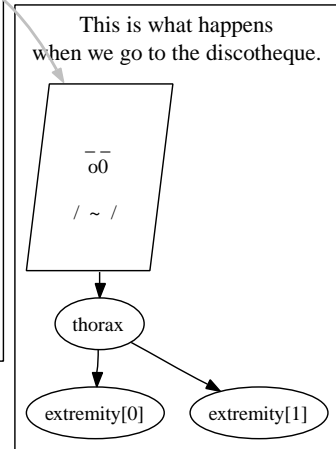 This is what happens
when we go to the discotheque.
_ _
o0
/ ~ /
thorax
extremity[0]
extremity[1]